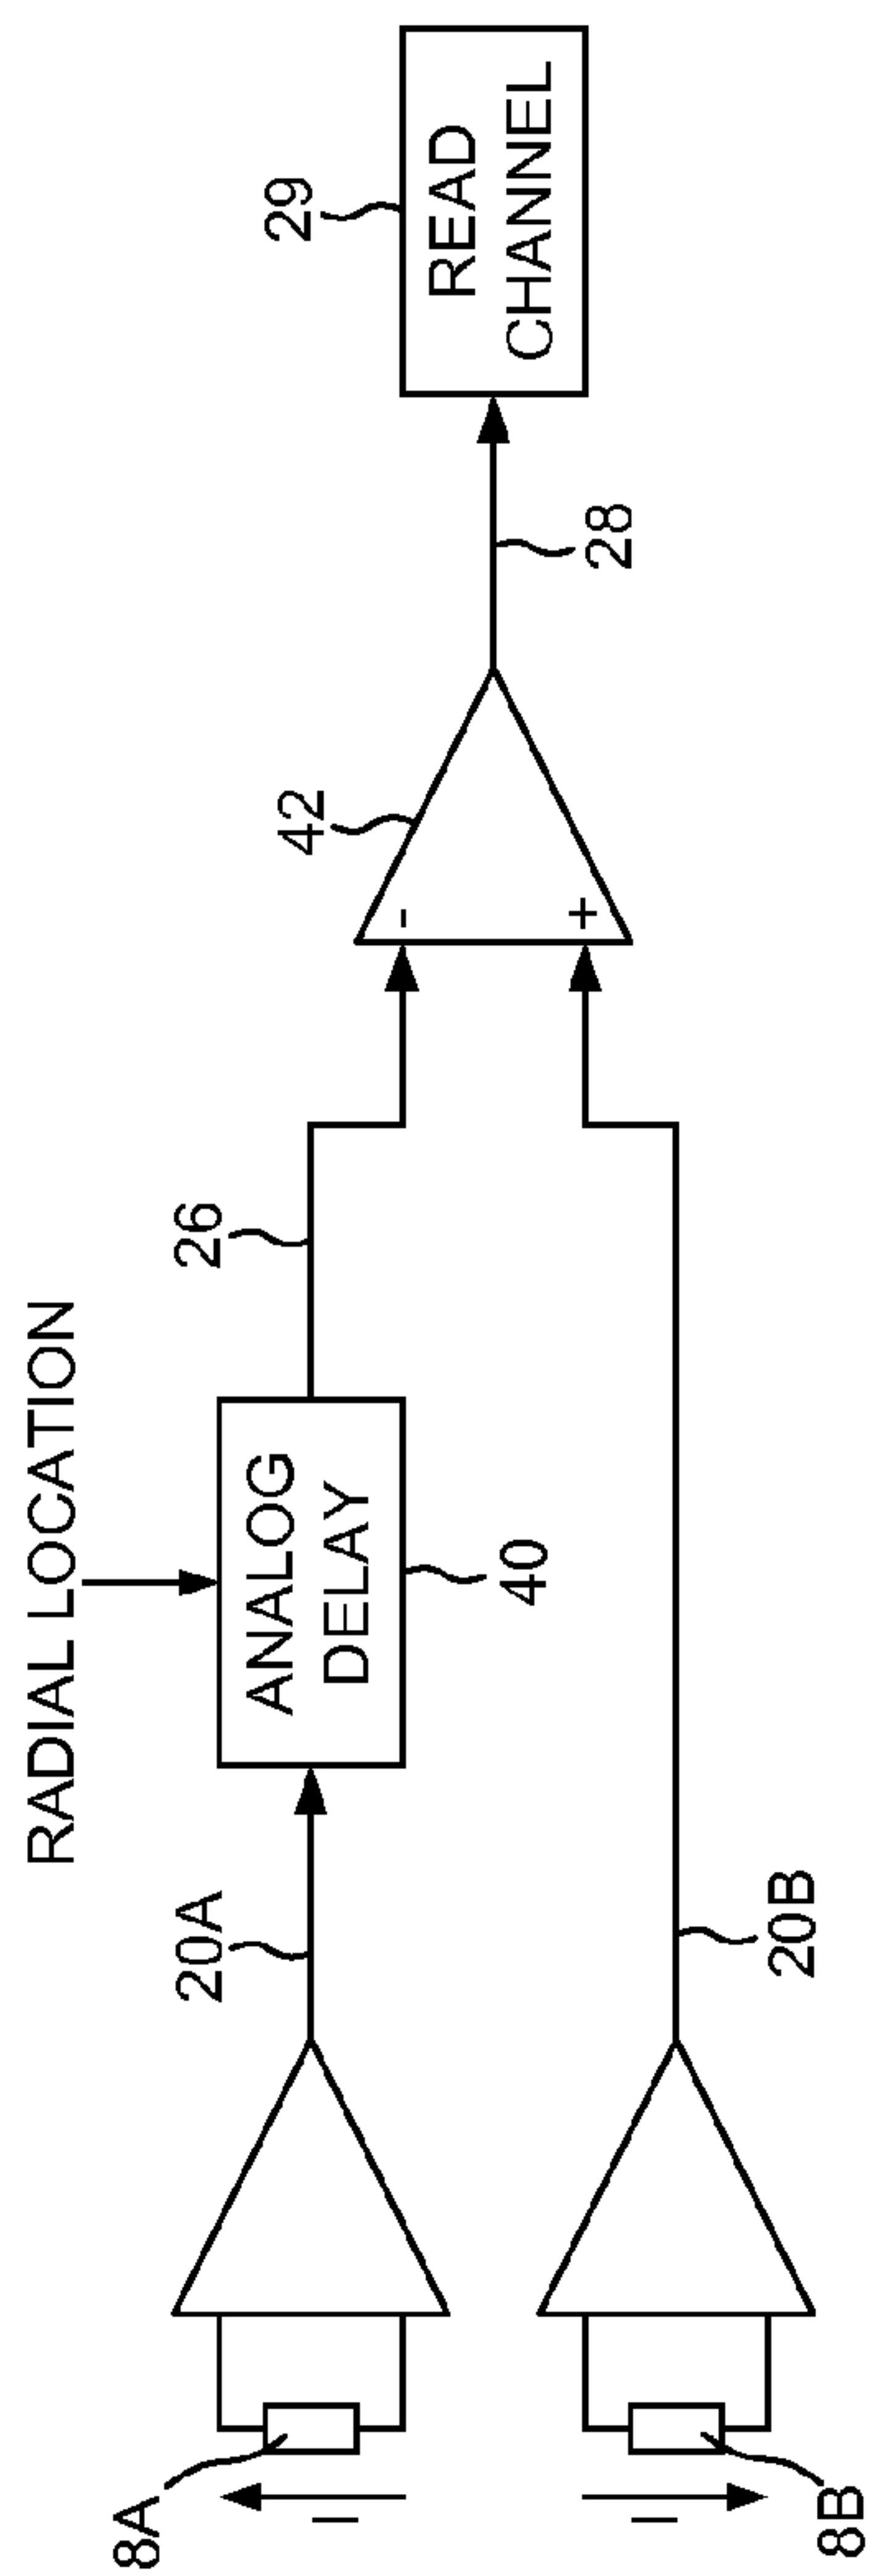 RADIAL LOCATION
8A
I
20A
ANALOG
DELAY
40
26
42
-
+
28
29
READ
CHANNEL
I
8B
20B